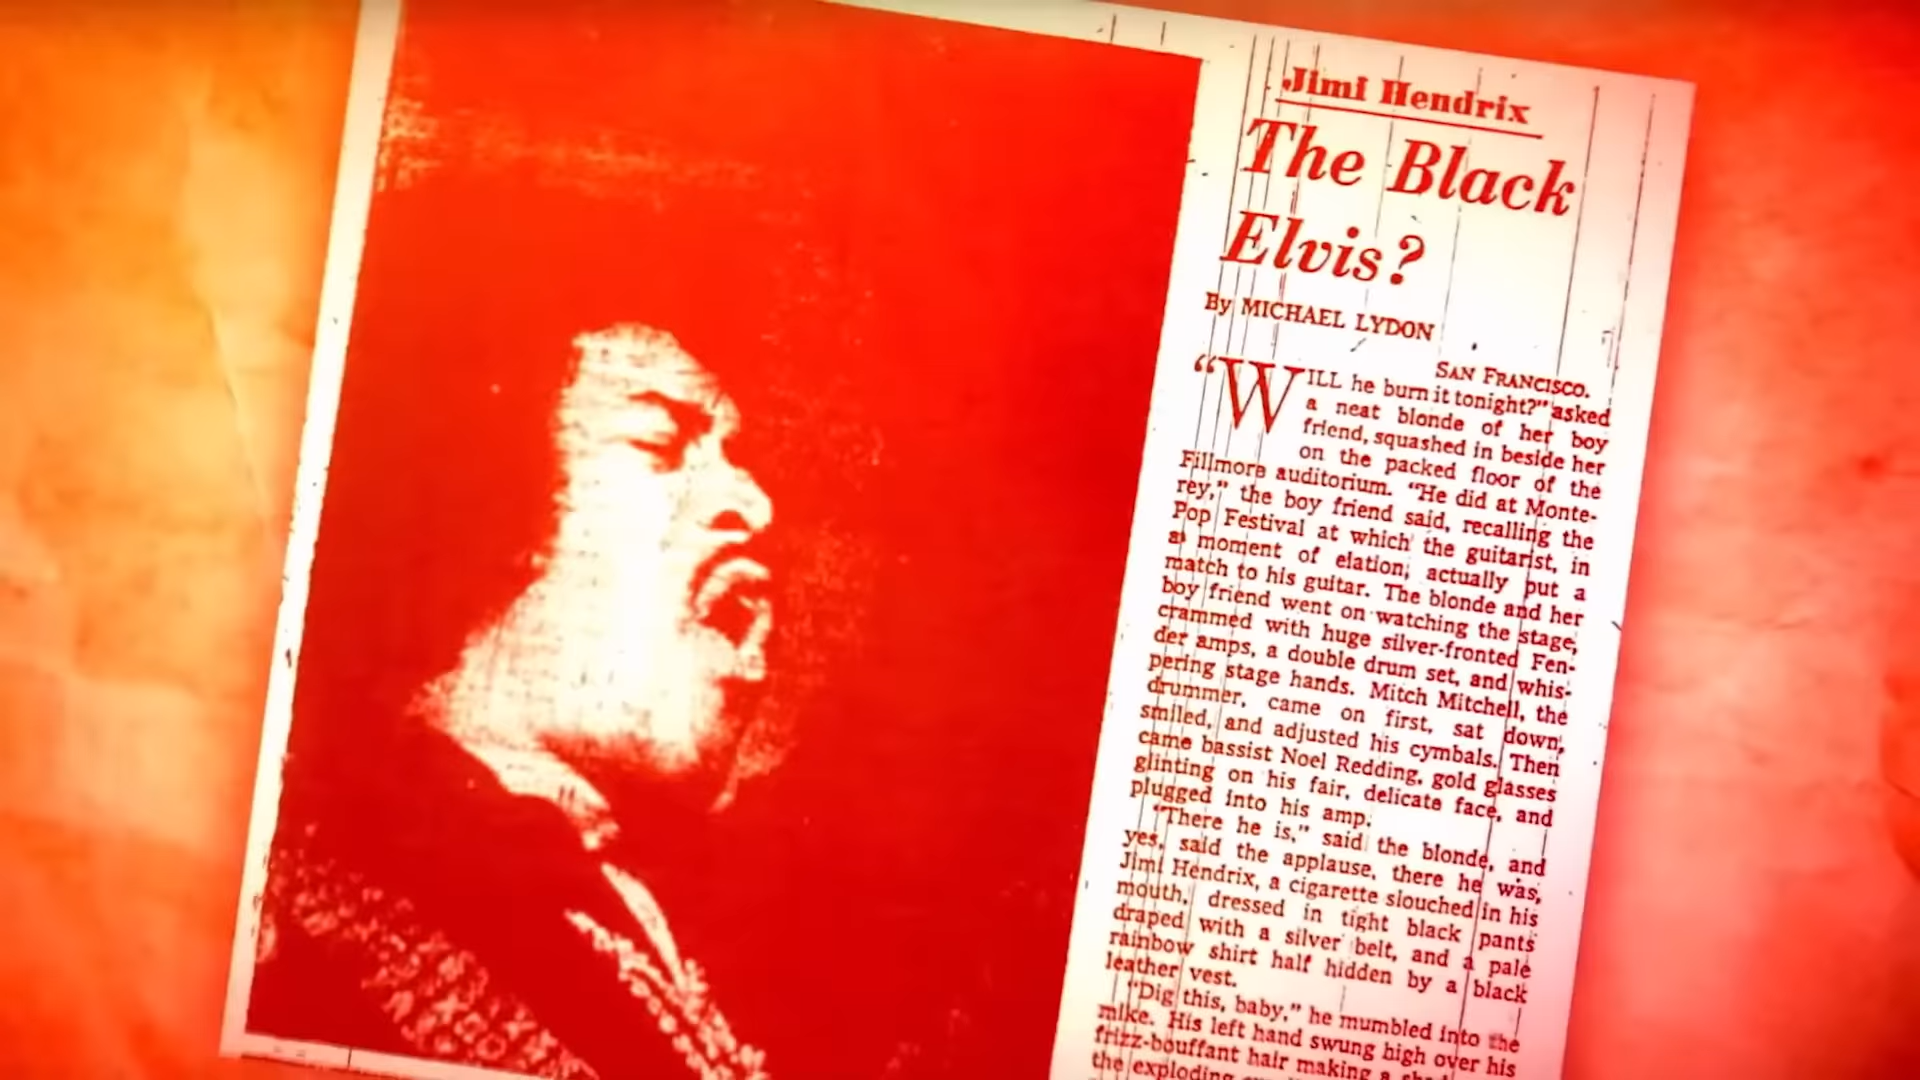 Jimi Hendrix
The Black
Elvis?
By MICHAEL LYDON
SAN FRANCISCO.
“WILL he burn it tonight?” asked
a neat blonde of her boy
friend, squashed in beside her
on the packed floor of the
Fillmore auditorium. “He did at Monte-
rey,” the boy friend said, recalling the
Pop Festival at which the guitarist, in
a moment of elation, actually put a
match to his guitar. The blonde and her
boy friend went on watching the stage,
crammed with huge silver-fronted Fen-
der amps, a double drum set, and whis-
pering stage hands. Mitch Mitchell, the
drummer, came on first, sat down,
smiled, and adjusted his cymbals. Then
came bassist Noel Redding, gold glasses
glinting on his fair, delicate face, and
plugged into his amp.
“There he is,” said the blonde, and
yes, said the applause, there he was,
Jimi Hendrix, a cigarette slouched in his
mouth, dressed in tight black pants
draped with a silver belt, and a pale
rainbow shirt half hidden by a black
leather vest.
“Dig this, baby,” he mumbled into the
mike. His left hand swung high over his
frizz-bouffant hair making a
the exploding